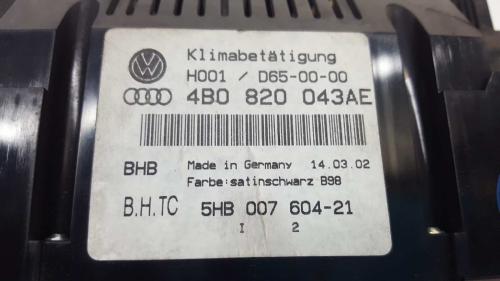 Klimabetätigung
H001 / D65-00-00
4B0 820 043AE
BHB Made in Germany 14.03.02
Farbe:satinschwarz B98
B.H.TC 5HB 007 604-21
I 2